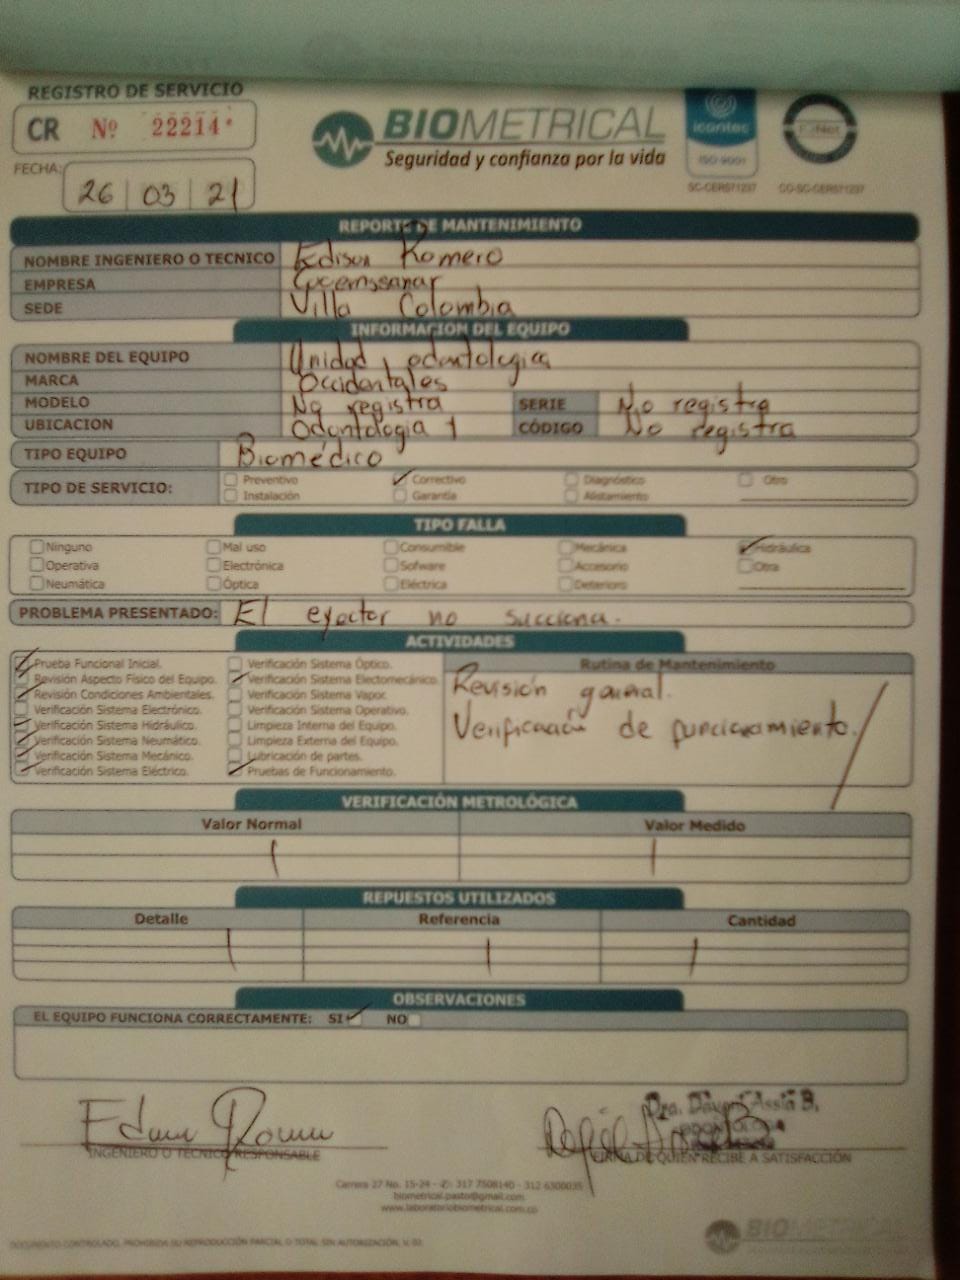 REGISTRO DE SERVICIO
CR Nº 22214
FECHA: 26 | 03 | 21
BIOMETRICAL
Seguridad y confianza por la vida
icontec
ISO 9001
SC-CER571237
CO-SC-CER571237
REPORTE DE MANTENIMIENTO
NOMBRE INGENIERO O TECNICO Edison Romero
EMPRESA
SEDE Villa Colombia
INFORMACION DEL EQUIPO
NOMBRE DEL EQUIPO Unidad odontologica
MARCA Occidentales
MODELO No registra SERIE No registra
UBICACION Odontologia 1 CÓDIGO No registra
TIPO EQUIPO Biomédico
TIPO DE SERVICIO: Preventivo Correctivo Diagnóstico Otro
Instalación Garantía Alistamiento
TIPO FALLA
Ninguno Mal uso Consumible Mecánica Hidráulica
Operativa Electrónica Sofware Accesorio Otra
Neumática Óptica Eléctrica Deterioro
PROBLEMA PRESENTADO: El eyector no succiona.
ACTIVIDADES
Prueba Funcional Inicial.
Revisión Aspecto Físico del Equipo.
Revisión Condiciones Ambientales.
Verificación Sistema Electrónico.
Verificación Sistema Hidráulico.
Verificación Sistema Neumático.
Verificación Sistema Mecánico.
Verificación Sistema Eléctrico.
Verificación Sistema Óptico.
Verificación Sistema Electomecánico.
Verificación Sistema Vapor.
Verificación Sistema Operativo.
Limpieza Interna del Equipo.
Limpieza Externa del Equipo.
Lubricación de partes.
Pruebas de Funcionamiento.
Rutina de Mantenimiento
Revisión general.
Verificación de funcionamiento.
VERIFICACIÓN METROLÓGICA
Valor Normal Valor Medido
REPUESTOS UTILIZADOS
Detalle Referencia Cantidad
OBSERVACIONES
EL EQUIPO FUNCIONA CORRECTAMENTE: SI NO
Dra. Assia B.
INGENIERO O TÉCNICO RESPONSABLE
FIRMA DE QUIEN RECIBE A SATISFACCIÓN
Carrera 27 No. 15-24 - 317 7508140 - 312 6300035
biometrical.pasto@gmail.com
www.laboratoriobiometrical.com.co
BIOMETRICAL
DOCUMENTO CONTROLADO, PROHIBIDA SU REPRODUCCIÓN PARCIAL O TOTAL SIN AUTORIZACIÓN, V. 02